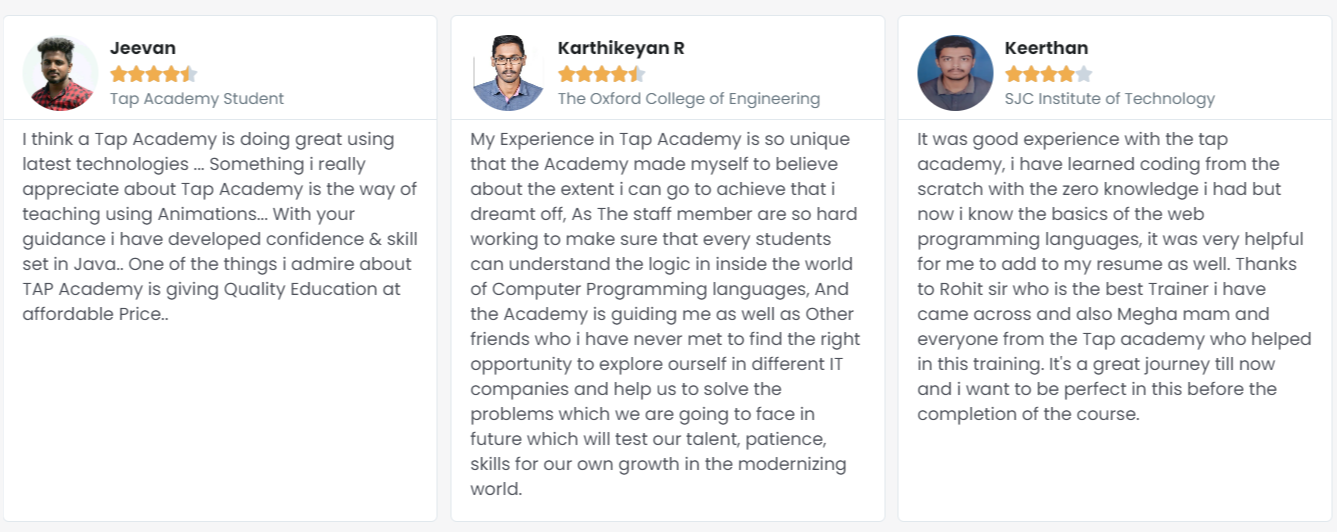 Jeevan
Tap Academy Student
I think a Tap Academy is doing great using
latest technologies ... Something i really
appreciate about Tap Academy is the way of
teaching using Animations... With your
guidance i have developed confidence & skill
set in Java.. One of the things i admire about
TAP Academy is giving Quality Education at
affordable Price..
Karthikeyan R
The Oxford College of Engineering
My Experience in Tap Academy is so unique
that the Academy made myself to believe
about the extent i can go to achieve that i
dreamt off, As The staff member are so hard
working to make sure that every students
can understand the logic in inside the world
of Computer Programming languages, And
the Academy is guiding me as well as Other
friends who i have never met to find the right
opportunity to explore ourself in different IT
companies and help us to solve the
problems which we are going to face in
future which will test our talent, patience,
skills for our own growth in the modernizing
world.
Keerthan
SJC Institute of Technology
It was good experience with the tap
academy, i have learned coding from the
scratch with the zero knowledge i had but
now i know the basics of the web
programming languages, it was very helpful
for me to add to my resume as well. Thanks
to Rohit sir who is the best Trainer i have
came across and also Megha mam and
everyone from the Tap academy who helped
in this training. It's a great journey till now
and i want to be perfect in this before the
completion of the course.